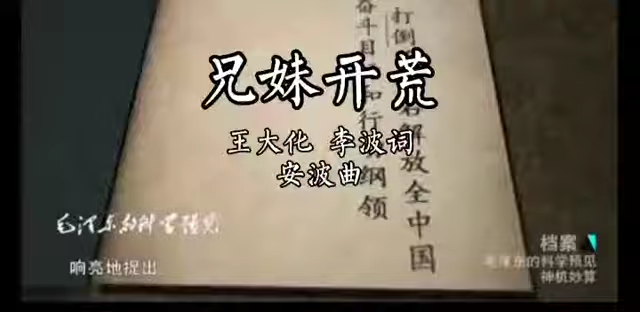 兄妹开荒
王大化 李波词
安波曲
打倒
解放全中国
奋斗目
和行
纲领
毛泽东的科学预见
响亮地提出
档案
毛泽东的科学预见
神机妙算